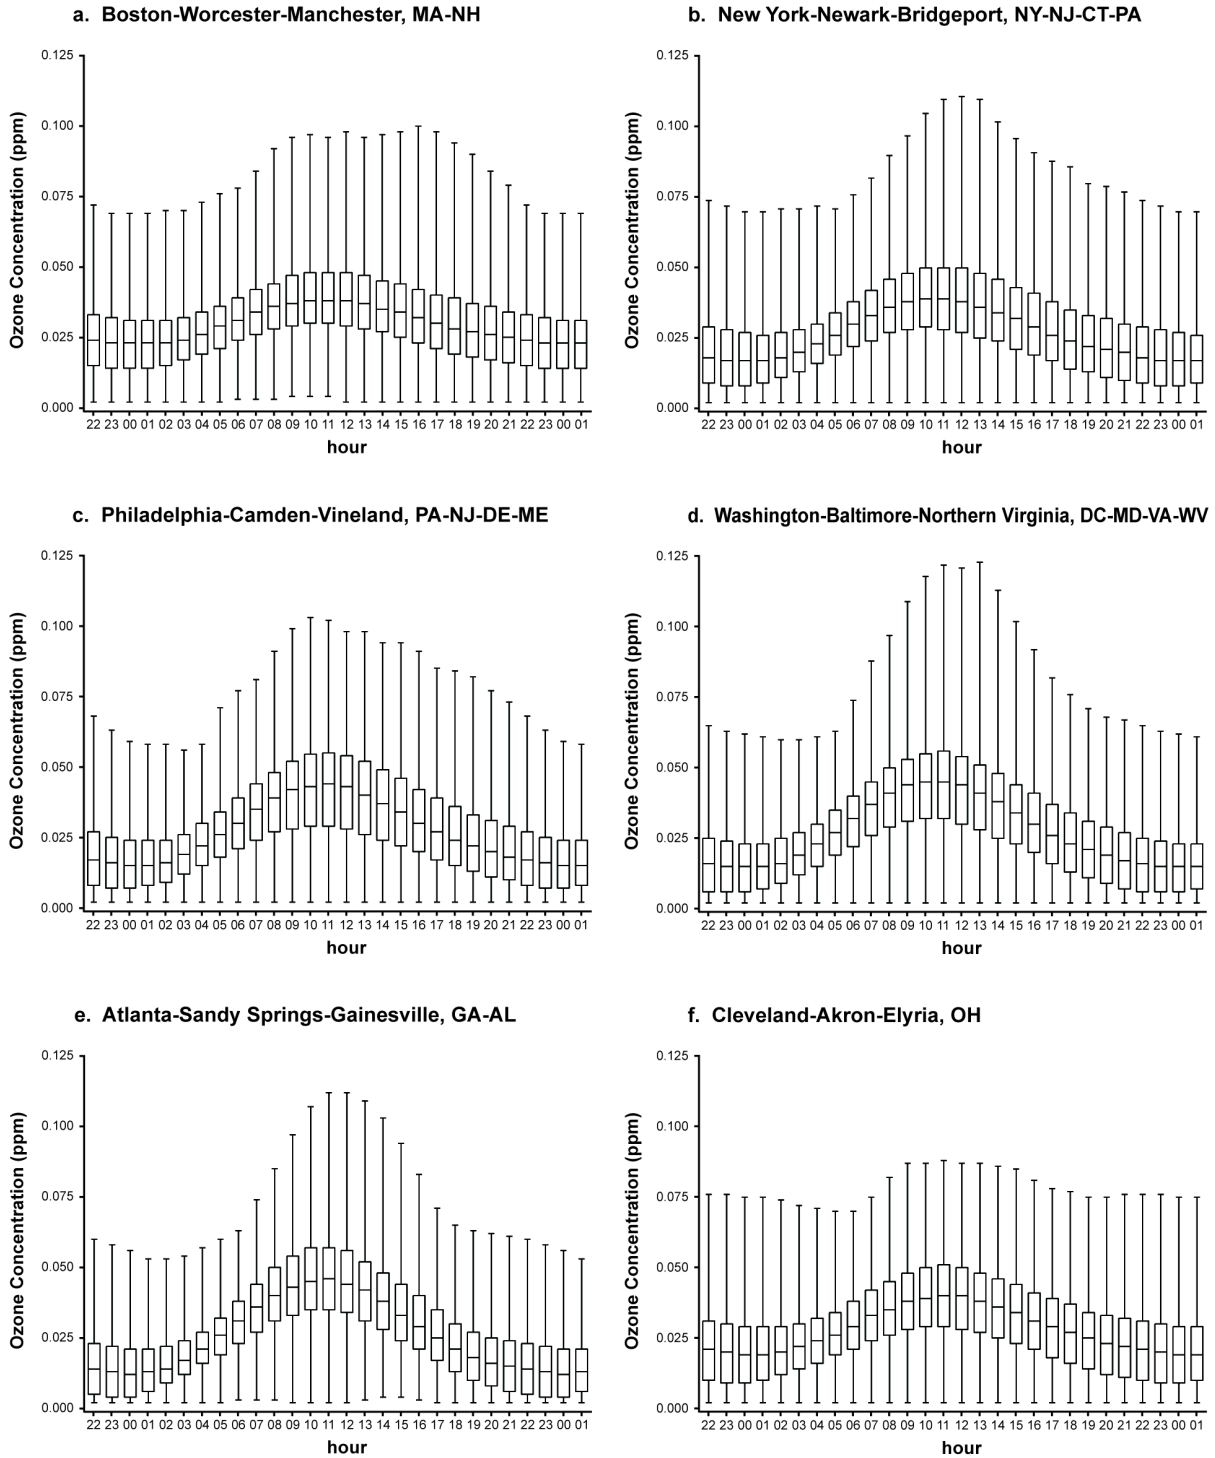 a. Boston-Worcester-Manchester, MA-NH
Ozone Concentration (ppm)
0.125
0.100
0.075
0.050
0.025
0.000
22 23 00 01 02 03 04 05 06 07 08 09 10 11 12 13 14 15 16 17 18 19 20 21 22 23 00 01
hour
b. New York-Newark-Bridgeport, NY-NJ-CT-PA
Ozone Concentration (ppm)
0.125
0.100
0.075
0.050
0.025
0.000
22 23 00 01 02 03 04 05 06 07 08 09 10 11 12 13 14 15 16 17 18 19 20 21 22 23 00 01
hour
c. Philadelphia-Camden-Vineland, PA-NJ-DE-ME
Ozone Concentration (ppm)
0.125
0.100
0.075
0.050
0.025
0.000
22 23 00 01 02 03 04 05 06 07 08 09 10 11 12 13 14 15 16 17 18 19 20 21 22 23 00 01
hour
d. Washington-Baltimore-Northern Virginia, DC-MD-VA-WV
Ozone Concentration (ppm)
0.125
0.100
0.075
0.050
0.025
0.000
22 23 00 01 02 03 04 05 06 07 08 09 10 11 12 13 14 15 16 17 18 19 20 21 22 23 00 01
hour
e. Atlanta-Sandy Springs-Gainesville, GA-AL
Ozone Concentration (ppm)
0.125
0.100
0.075
0.050
0.025
0.000
22 23 00 01 02 03 04 05 06 07 08 09 10 11 12 13 14 15 16 17 18 19 20 21 22 23 00 01
hour
f. Cleveland-Akron-Elyria, OH
Ozone Concentration (ppm)
0.125
0.100
0.075
0.050
0.025
0.000
22 23 00 01 02 03 04 05 06 07 08 09 10 11 12 13 14 15 16 17 18 19 20 21 22 23 00 01
hour